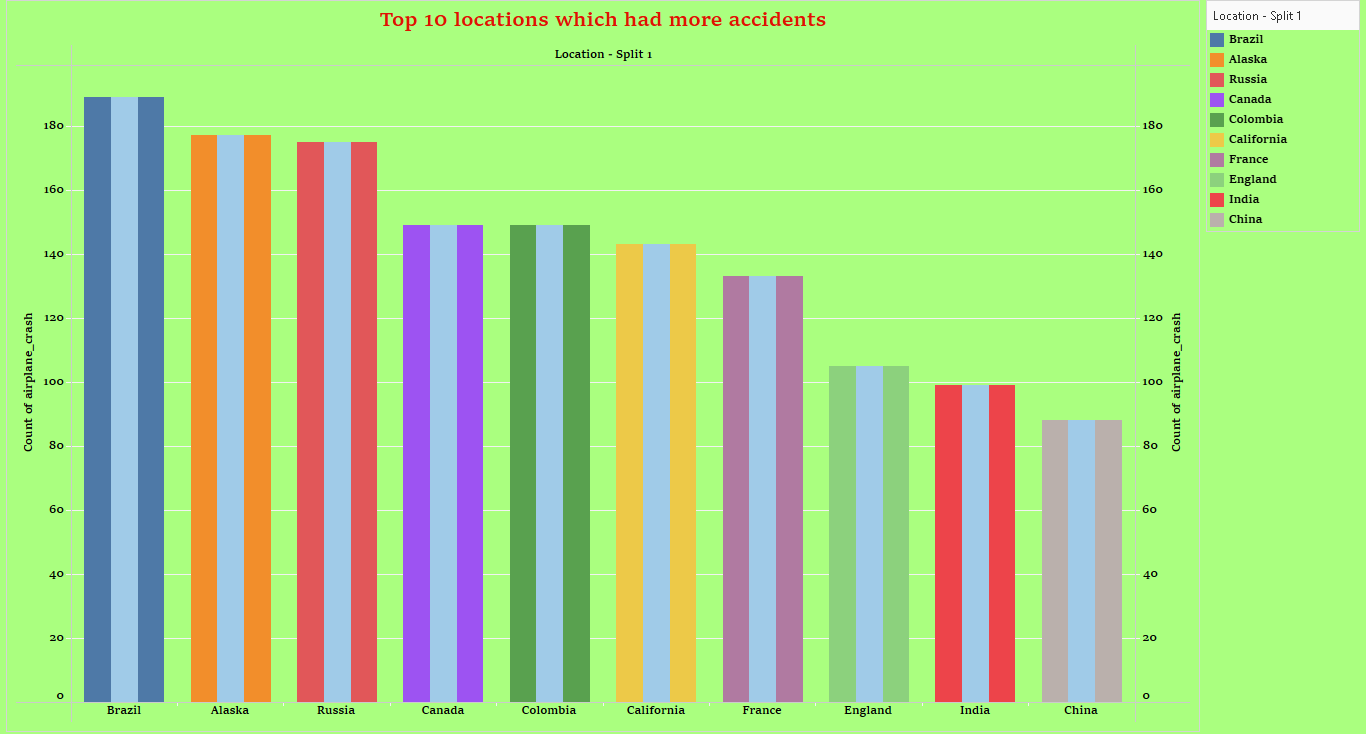 Top 10 locations which had more accidents
Location - Split 1
Count of airplane_crash
180
160
140
120
100
80
60
40
20
0
180
160
140
120
100
80
60
40
20
0
Count of airplane_crash
Brazil Alaska Russia Canada Colombia California France England India China
Location - Split 1
Brazil
Alaska
Russia
Canada
Colombia
California
France
England
India
China